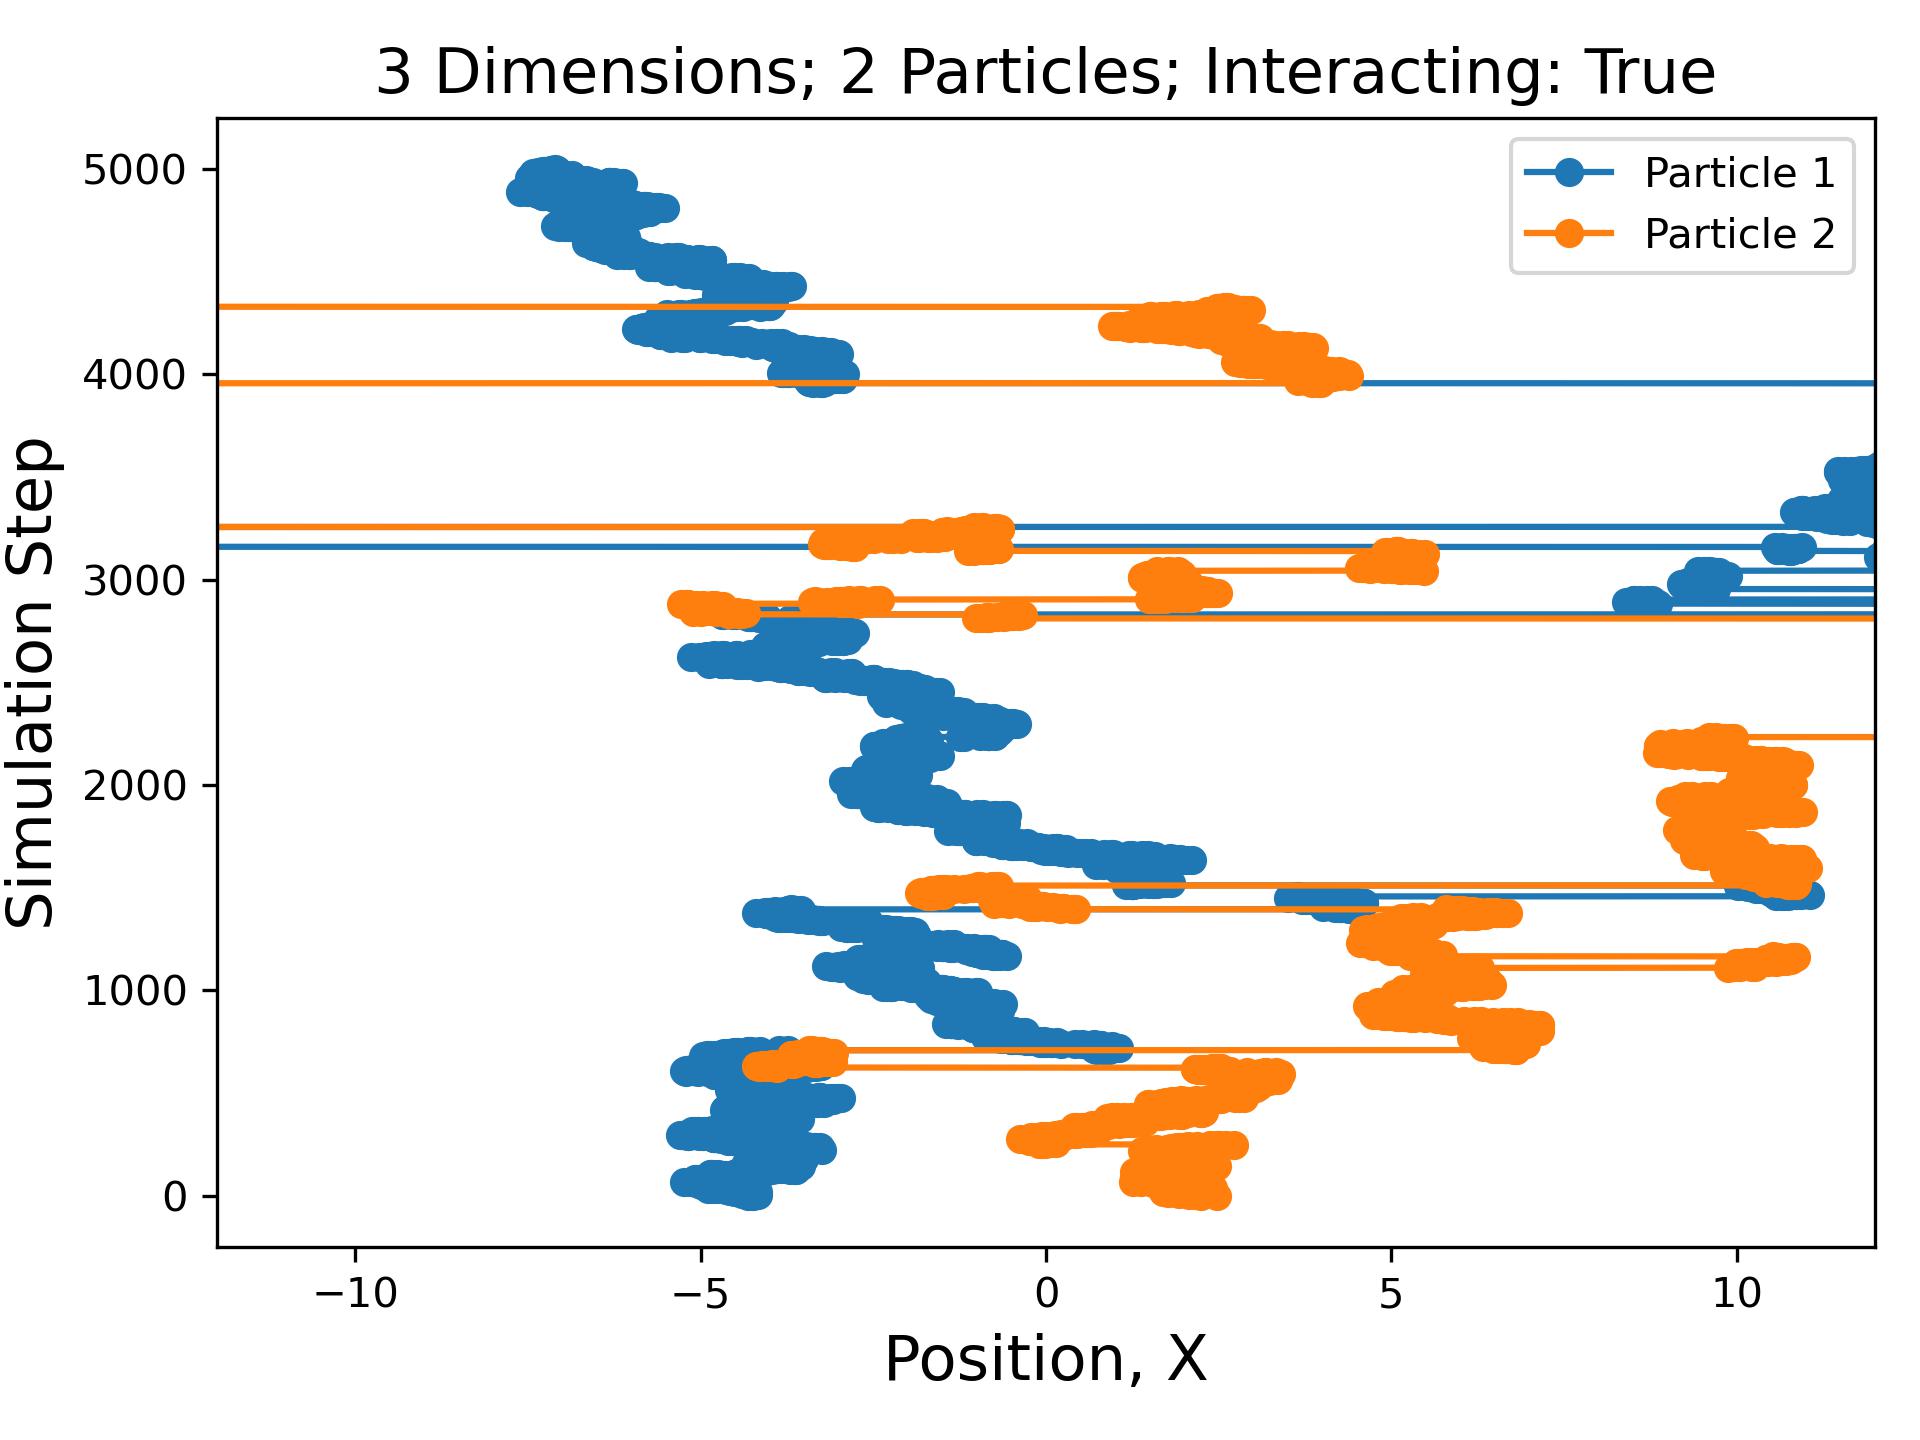 3 Dimensions; 2 Particles; Interacting: True
Particle 1
Particle 2
Simulation Step
5000
4000
3000
2000
1000
0
−10
−5
0
5
10
Position, X